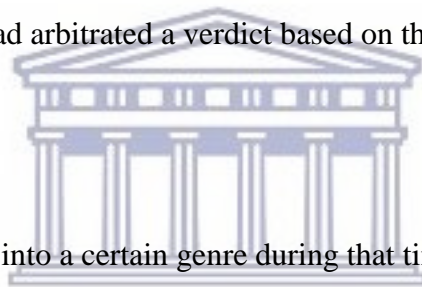 ad arbitrated a verdict based on th
into a certain genre during that ti